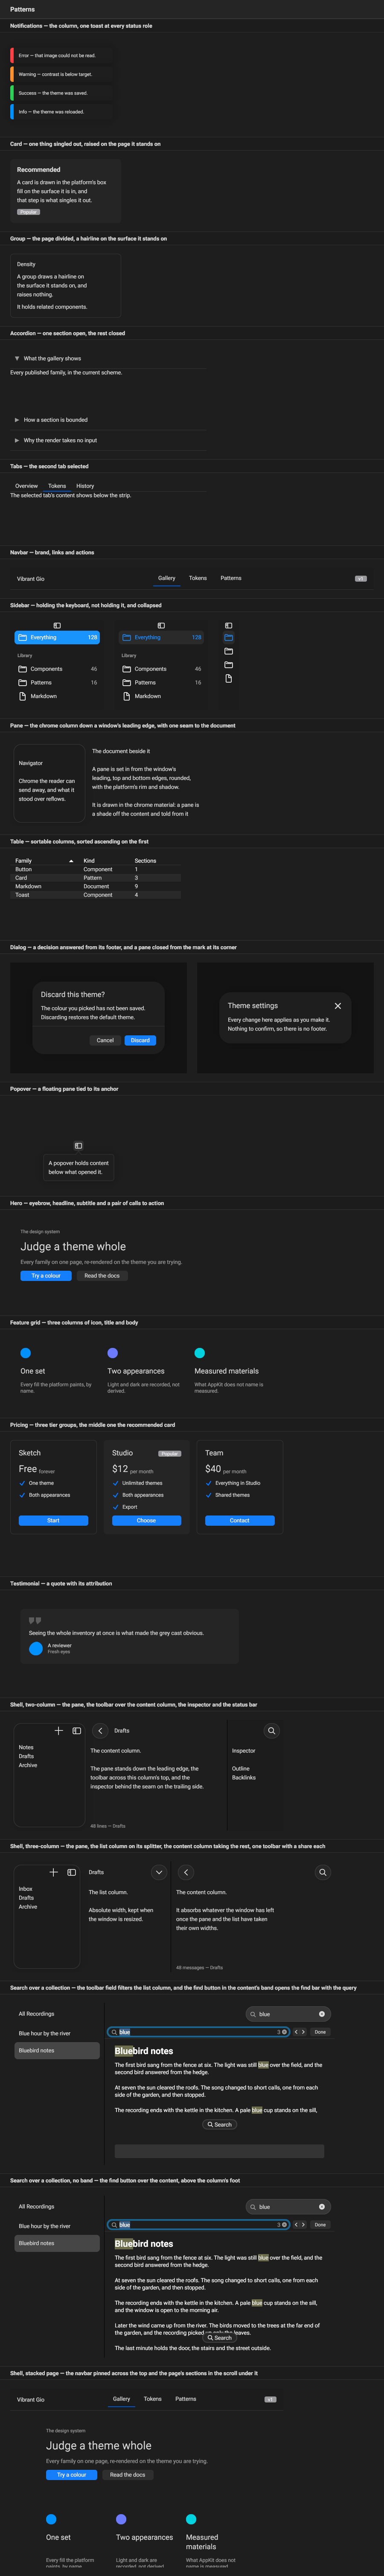 Patterns
Notifications — the column, one toast at every status role
Error — that image could not be read.
Warning — contrast is below target.
Success — the theme was saved.
Info — the theme was reloaded.
Card — one thing singled out, raised on the page it stands on
Recommended
A card is drawn in the platform's box
fill on the surface it is in, and
that step is what singles it out.
Popular
Group — the page divided, a hairline on the surface it stands on
Density
A group draws a hairline on
the surface it stands on, and
raises nothing.
It holds related components.
Accordion — one section open, the rest closed
What the gallery shows
Every published family, in the current scheme.
How a section is bounded
Why the render takes no input
Tabs — the second tab selected
Overview Tokens History
The selected tab's content shows below the strip.
Navbar — brand, links and actions
Vibrant Gio Gallery Tokens Patterns v1
Sidebar — holding the keyboard, not holding it, and collapsed
Everything 128 Everything 128
Library Library
Components 46 Components 46
Patterns 16 Patterns 16
Markdown Markdown
Pane — the chrome column down a window's leading edge, with one seam to the document
Navigator
Chrome the reader can
send away, and what it
stood over reflows.
The document beside it
A pane is set in from the window's
leading, top and bottom edges, rounded,
with the platform's rim and shadow.
It is drawn in the chrome material: a pane is
a shade off the content and told from it
Table — sortable columns, sorted ascending on the first
Family Kind Sections
Button Component 1
Card Pattern 3
Markdown Document 9
Toast Component 4
Dialog — a decision answered from its footer, and a pane closed from the mark at its corner
Discard this theme?
The colour you picked has not been saved.
Discarding restores the default theme.
Cancel Discard
Theme settings
Every change here applies as you make it.
Nothing to confirm, so there is no footer.
Popover — a floating pane tied to its anchor
A popover holds content
below what opened it.
Hero — eyebrow, headline, subtitle and a pair of calls to action
The design system
Judge a theme whole
Every family on one page, re-rendered on the theme you are trying.
Try a colour Read the docs
Feature grid — three columns of icon, title and body
One set Two appearances Measured materials
Every fill the platform paints, by
name.
Light and dark are recorded, not
derived.
What AppKit does not name is
measured.
Pricing — three tier groups, the middle one the recommended card
Sketch
Free forever
One theme
Both appearances
Start
Studio Popular
$12 per month
Unlimited themes
Both appearances
Export
Choose
Team
$40 per month
Everything in Studio
Shared themes
Contact
Testimonial — a quote with its attribution
Seeing the whole inventory at once is what made the grey cast obvious.
A reviewer
Fresh eyes
Shell, two-column — the pane, the toolbar over the content column, the inspector and the status bar
Notes
Drafts
Archive
Drafts
The content column.
The pane stands down the leading edge, the
toolbar across this column's top, and the
inspector behind the seam on the trailing side.
48 lines — Drafts
Inspector
Outline
Backlinks
Shell, three-column — the pane, the list column on its splitter, the content column taking the rest, one toolbar with a share each
Inbox
Drafts
Archive
Drafts
The list column.
Absolute width, kept when
the window is resized.
The content column.
It absorbs whatever the window has left
once the pane and the list have taken
their own widths.
48 messages — Drafts
Search over a collection — the toolbar field filters the list column, and the find button in the content's band opens the find bar with the query
All Recordings
Blue hour by the river
Bluebird notes
blue
blue 3 Done
Bluebird notes
The first bird sang from the fence at six. The light was still blue over the field, and the
second bird answered from the hedge.
At seven the sun cleared the roofs. The song changed to short calls, one from each
side of the garden, and then stopped.
The recording ends with the kettle in the kitchen. A pale blue cup stands on the sill,
Search
Search over a collection, no band — the find button over the content, above the column's foot
All Recordings
Blue hour by the river
Bluebird notes
blue
blue 3 Done
Bluebird notes
The first bird sang from the fence at six. The light was still blue over the field, and the
second bird answered from the hedge.
At seven the sun cleared the roofs. The song changed to short calls, one from each
side of the garden, and then stopped.
The recording ends with the kettle in the kitchen. A pale blue cup stands on the sill,
and the window is open to the morning air.
Later the wind came up from the river. The birds moved to the trees at the far end of
the garden, and the recording picked leaves.
Search
The last minute holds the door, the stairs and the street outside.
Shell, stacked page — the navbar pinned across the top and the page's sections in the scroll under it
Vibrant Gio Gallery Tokens Patterns v1
The design system
Judge a theme whole
Every family on one page, re-rendered on the theme you are trying.
Try a colour Read the docs
One set Two appearances Measured
materials
Every fill the platform
paints, by name.
Light and dark are
recorded, not derived.
What AppKit does not
name is measured.